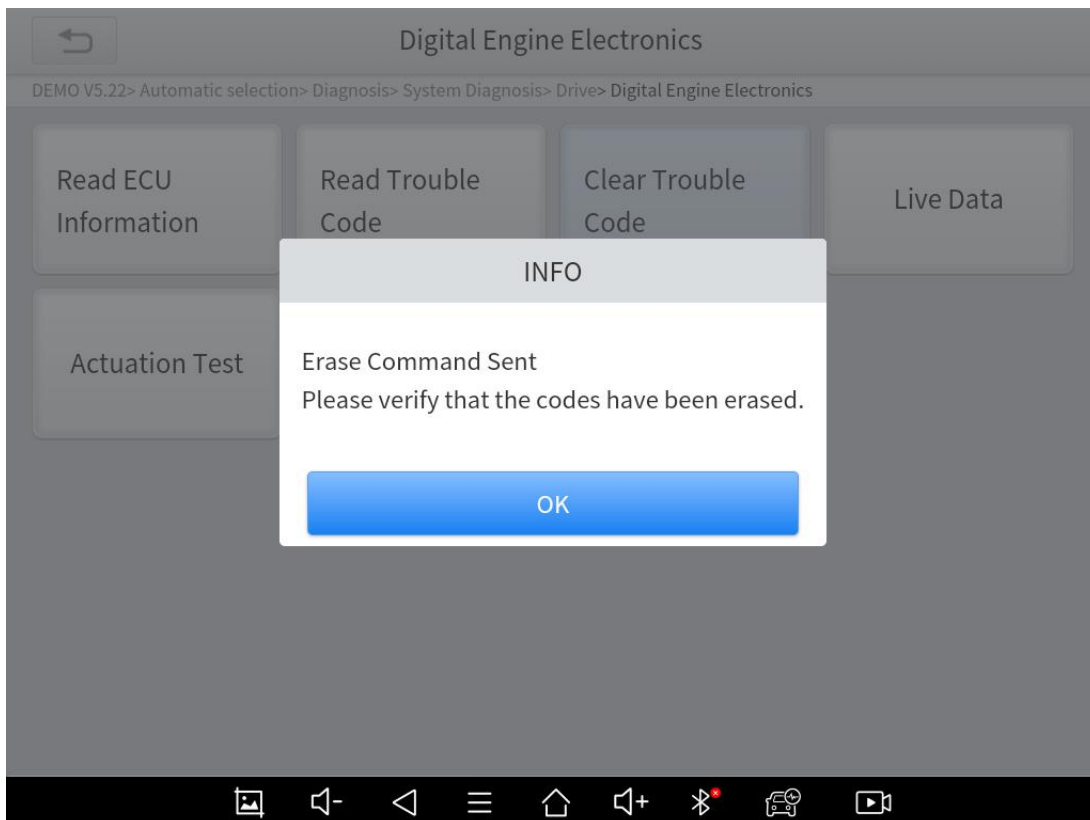 Digital Engine Electronics
DEMO V5.22> Automatic selection> Diagnosis> System Diagnosis> Drive> Digital Engine Electronics
Read ECU
Information
Read Trouble
Code
Clear Trouble
Code
Live Data
Actuation Test
INFO
Erase Command Sent
Please verify that the codes have been erased.
OK